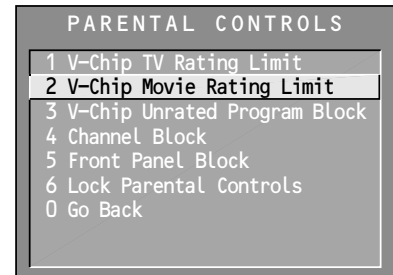 PARENTAL CONTROLS
1 V-Chip TV Rating Limit
2 V-Chip Movie Rating Limit
3 V-Chip Unrated Program Block
4 Channel Block
5 Front Panel Block
6 Lock Parental Controls
0 Go Back